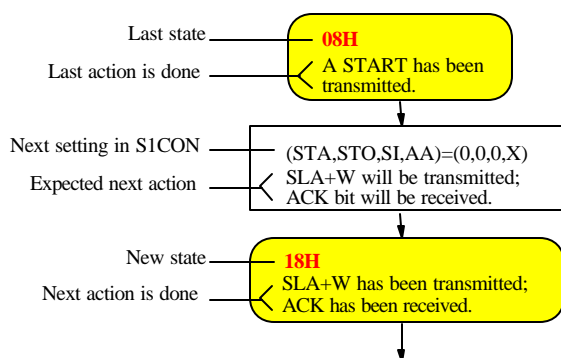 Last state
08H
Last action is done
A START has been
transmitted.
Next setting in S1CON
(STA,STO,SI,AA)=(0,0,0,X)
Expected next action
SLA+W will be transmitted;
ACK bit will be received.
New state
18H
Next action is done
SLA+W has been transmitted;
ACK has been received.